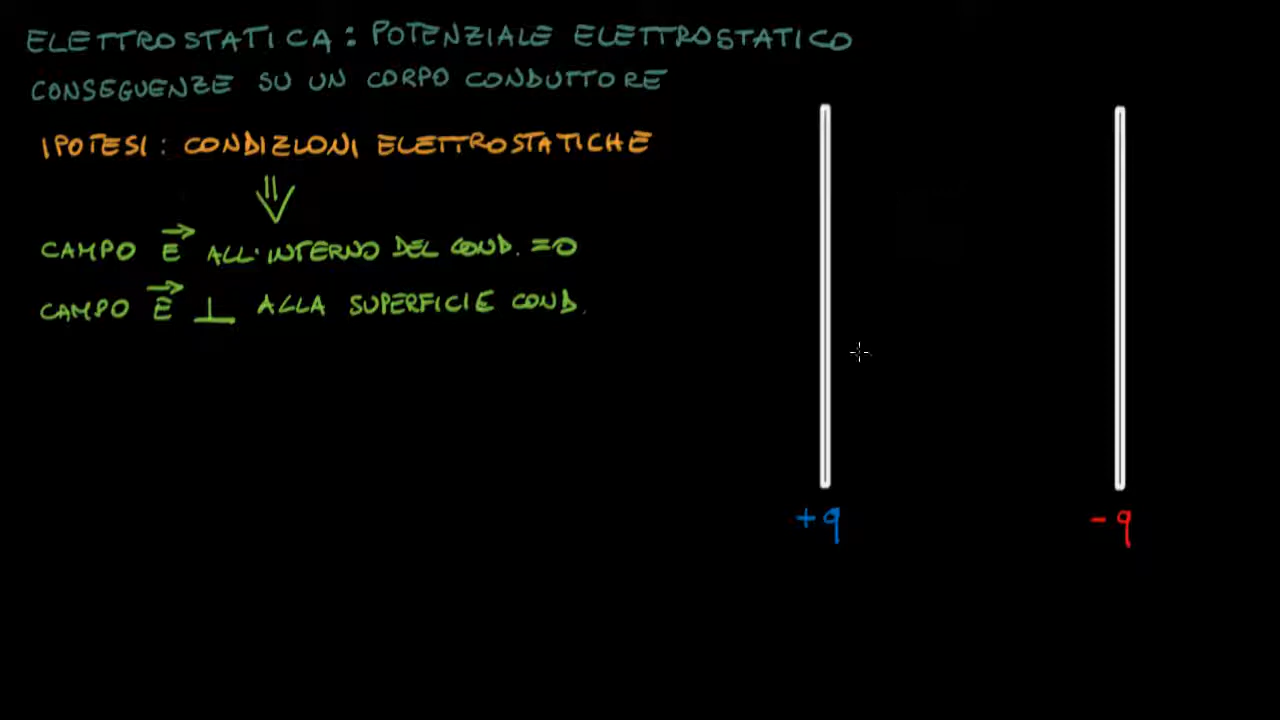 ELETTROSTATICA: POTENZIALE ELETTROSTATICO
CONSEGUENZE SU UN CORPO CONDUTTORE
IPOTESI: CONDIZIONI ELETTROSTATICHE
CAMPO E ALL'INTERNO DEL COND. =0
CAMPO E ⊥ ALLA SUPERFICIE COND.
+q
-q